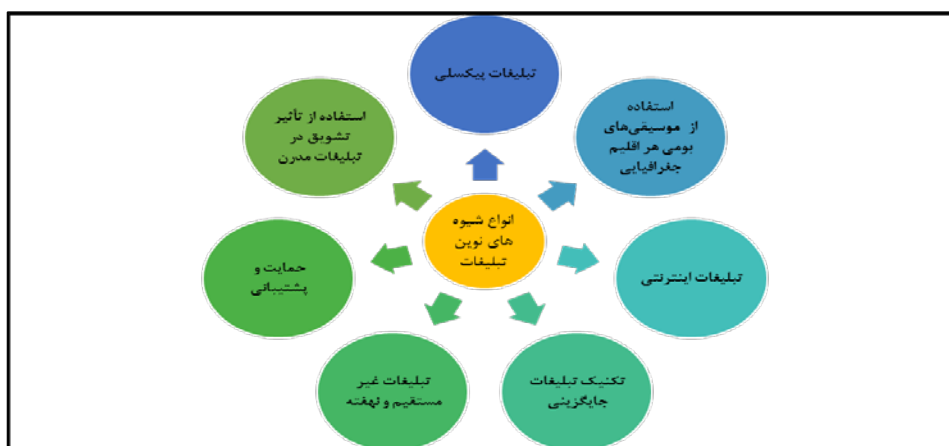 تبلیغات پیکسلی
استفاده
از موسیقی‌های
بومی هر اقلیم
جغرافیایی
تبلیغات اینترنتی
تکنیک تبلیغات
جایگزینی
تبلیغات غیر
مستقیم و نهفته
حمایت و
پشتیبانی
استفاده از تأثیر
تشویق در
تبلیغات مدرن
انواع شیوه
های نوین
تبلیغات